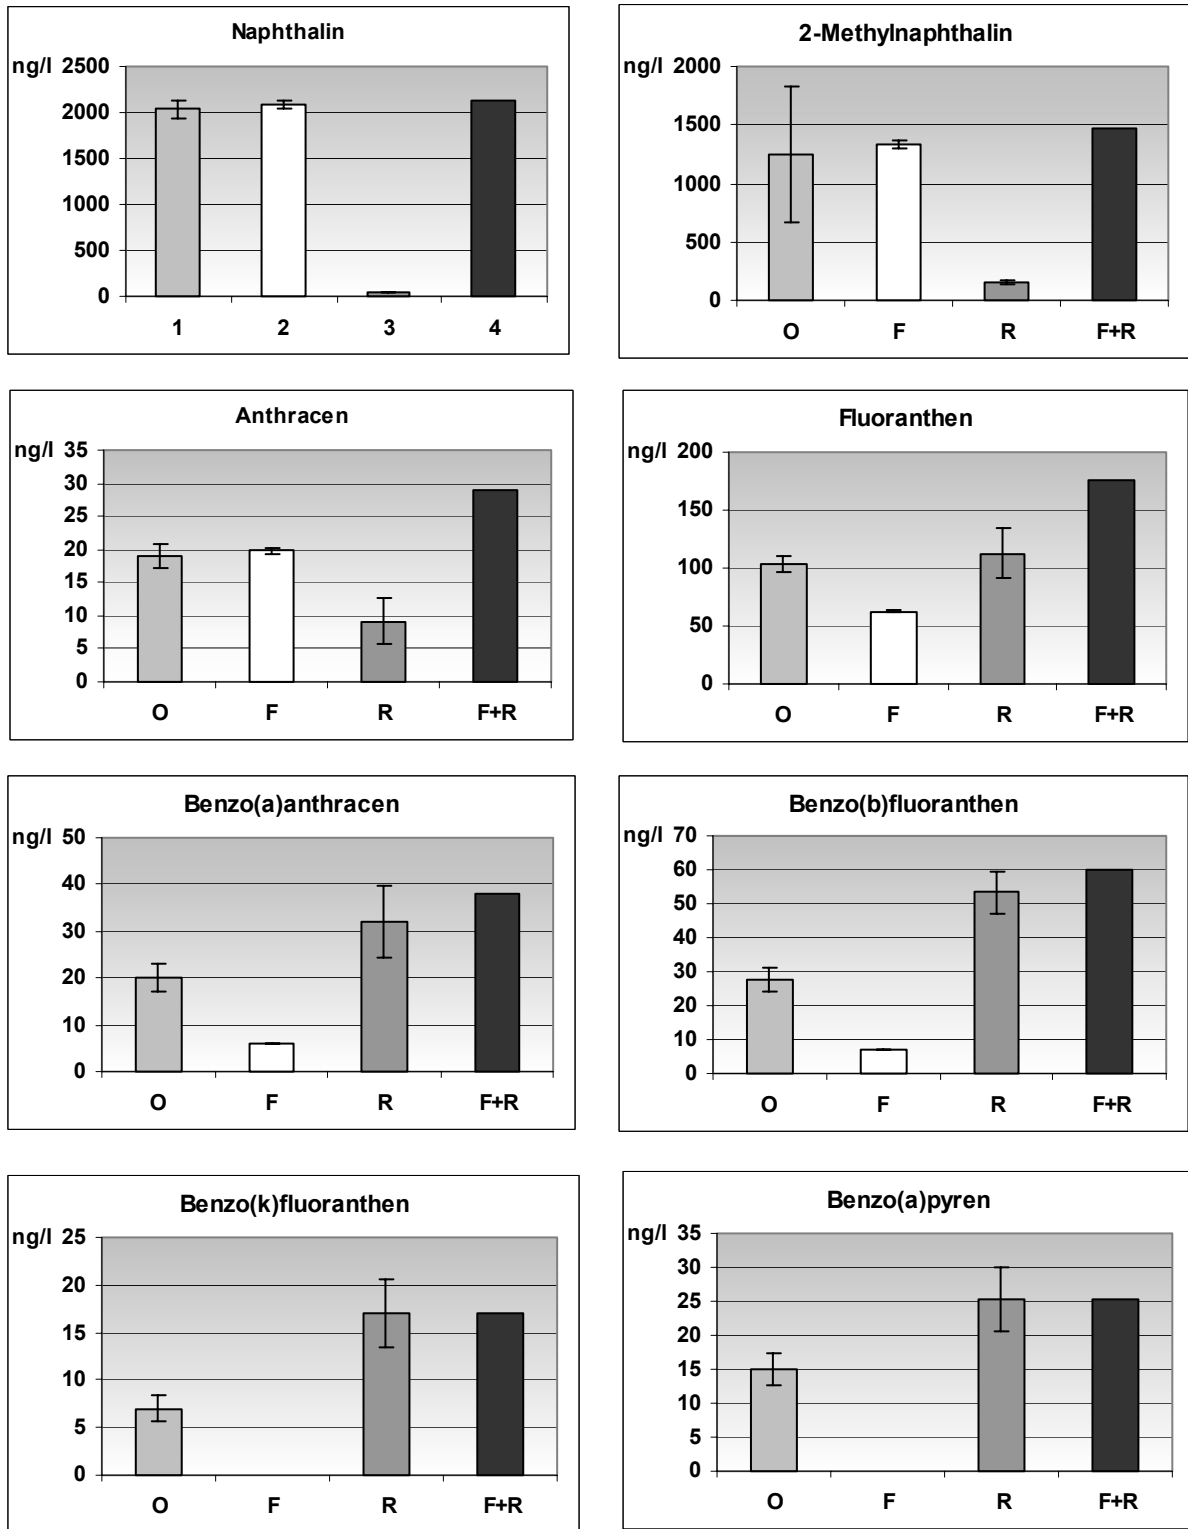 Naphthalin
ng/l 2500
2000
1500
1000
500
0
1 2 3 4
2-Methylnaphthalin
ng/l 2000
1500
1000
500
0
O F R F+R
Anthracen
ng/l 35
30
25
20
15
10
5
0
O F R F+R
Fluoranthen
ng/l 200
150
100
50
0
O F R F+R
Benzo(a)anthracen
ng/l 50
40
30
20
10
0
O F R F+R
Benzo(b)fluoranthen
ng/l 70
60
50
40
30
20
10
0
O F R F+R
Benzo(k)fluoranthen
ng/l 25
20
15
10
5
0
O F R F+R
Benzo(a)pyren
ng/l 35
30
25
20
15
10
5
0
O F R F+R